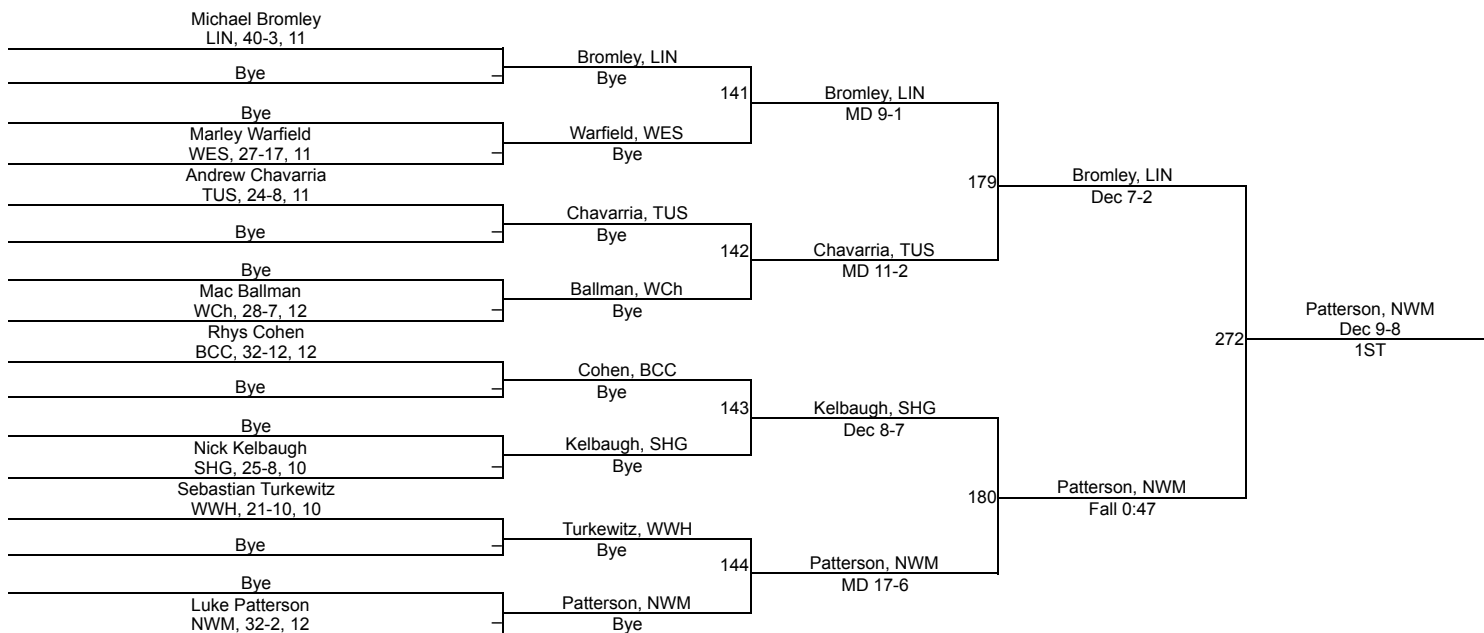 Michael Bromley
LIN, 40-3, 11
Bye
Bye
Marley Warfield
WES, 27-17, 11
Andrew Chavarria
TUS, 24-8, 11
Bye
Bye
Mac Ballman
WCh, 28-7, 12
Rhys Cohen
BCC, 32-12, 12
Bye
Bye
Nick Kelbaugh
SHG, 25-8, 10
Sebastian Turkewitz
WWH, 21-10, 10
Bye
Bye
Luke Patterson
NWM, 32-2, 12
Bromley, LIN
Bye
141
Warfield, WES
Bye
Chavarria, TUS
Bye
142
Ballman, WCh
Bye
Cohen, BCC
Bye
143
Kelbaugh, SHG
Bye
Turkewitz, WWH
Bye
144
Patterson, NWM
Bye
Bromley, LIN
MD 9-1
179
Chavarria, TUS
MD 11-2
Kelbaugh, SHG
Dec 8-7
180
Patterson, NWM
MD 17-6
Bromley, LIN
Dec 7-2
272
Patterson, NWM
Fall 0:47
Patterson, NWM
Dec 9-8
1ST